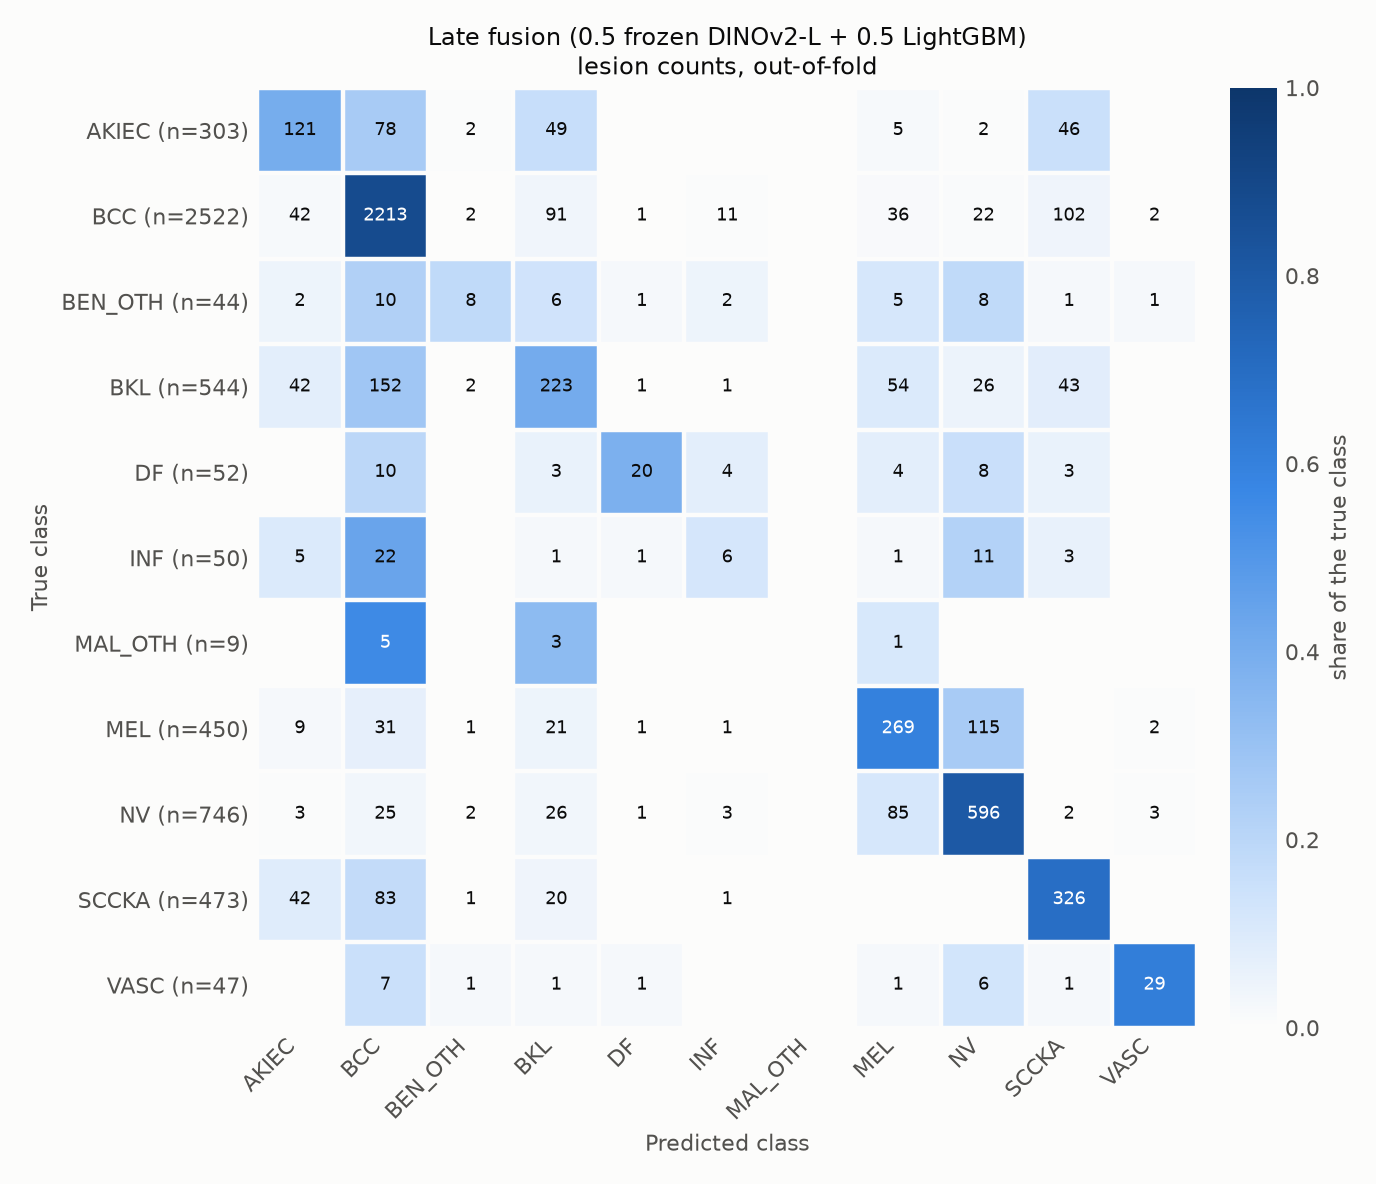 Late fusion (0.5 frozen DINOv2-L + 0.5 LightGBM)
lesion counts, out-of-fold
AKIEC (n=303) 121 78 2 49 5 2 46
BCC (n=2522) 42 2213 2 91 1 11 36 22 102 2
BEN_OTH (n=44) 2 10 8 6 1 2 5 8 1 1
BKL (n=544) 42 152 2 223 1 1 54 26 43
DF (n=52) 10 3 20 4 4 8 3
INF (n=50) 5 22 1 1 6 1 11 3
MAL_OTH (n=9) 5 3 1
MEL (n=450) 9 31 1 21 1 1 269 115 2
NV (n=746) 3 25 2 26 1 3 85 596 2 3
SCCKA (n=473) 42 83 1 20 1 326
VASC (n=47) 7 1 1 1 1 6 1 29
AKIEC BCC BEN_OTH BKL DF INF MAL_OTH MEL NV SCCKA VASC
Predicted class
True class
1.0
0.8
0.6
0.4
0.2
0.0
share of the true class